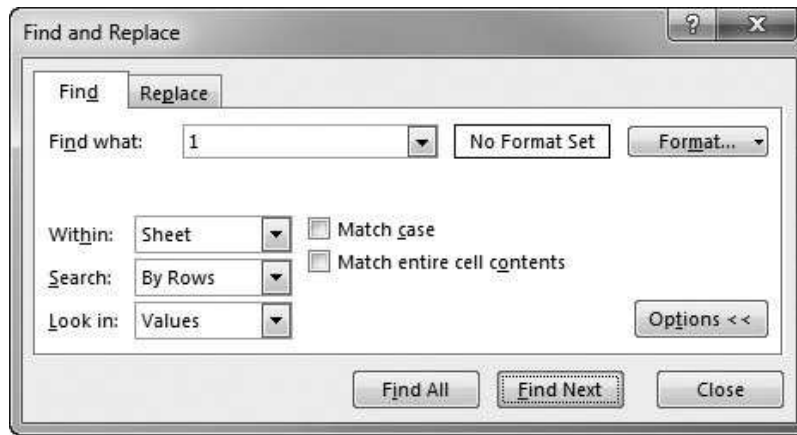 Find and Replace
Find Replace
Find what: 1 No Format Set Format...
Within: Sheet Match case
Search: By Rows Match entire cell contents
Look in: Values Options <<
Find All Find Next Close